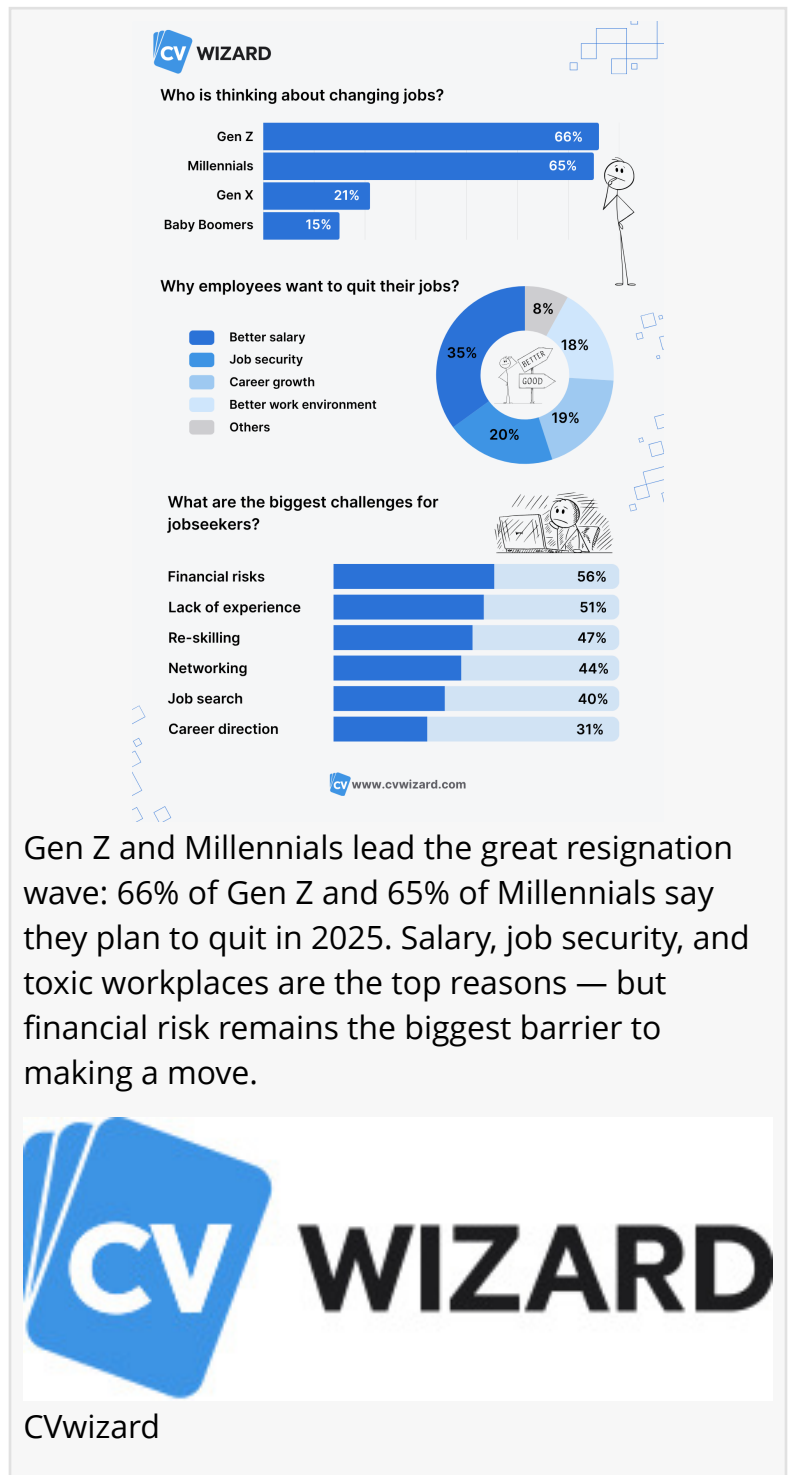 CV WIZARD
Who is thinking about changing jobs?
Gen Z 66%
Millennials 65%
Gen X 21%
Baby Boomers 15%
Why employees want to quit their jobs?
Better salary
Job security
Career growth
Better work environment
Others
8%
18%
19%
20%
35%
BETTER
GOOD
What are the biggest challenges for
jobseekers?
Financial risks 56%
Lack of experience 51%
Re-skilling 47%
Networking 44%
Job search 40%
Career direction 31%
CV www.cvwizard.com
Gen Z and Millennials lead the great resignation
wave: 66% of Gen Z and 65% of Millennials say
they plan to quit in 2025. Salary, job security, and
toxic workplaces are the top reasons — but
financial risk remains the biggest barrier to
making a move.
CV WIZARD
CVwizard